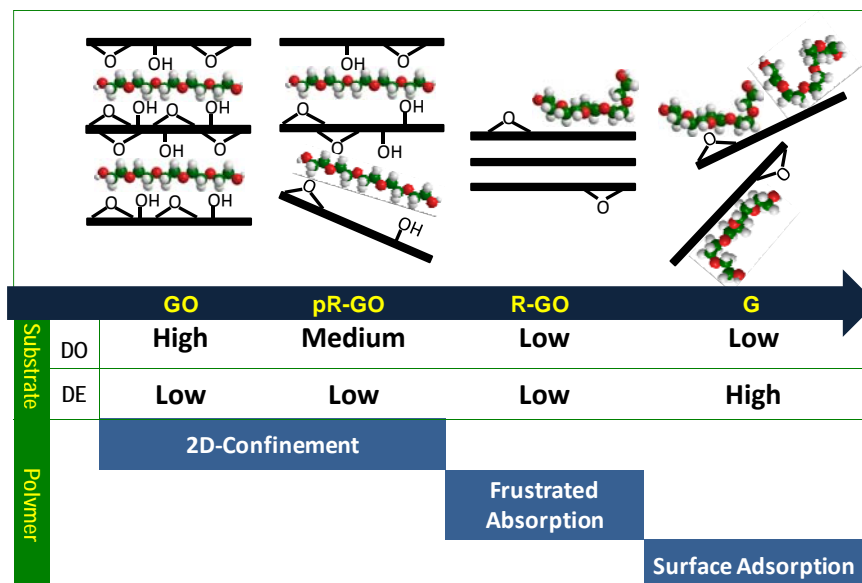 O OH O OH O
OH O OH OH O
O OH O O OH O
O
OH O OH O O O
OH
GO pR-GO R-GO G
Substrate
DO High Medium Low Low
DE Low Low Low High
Polymer
2D-Confinement
Frustrated
Absorption
Surface Adsorption